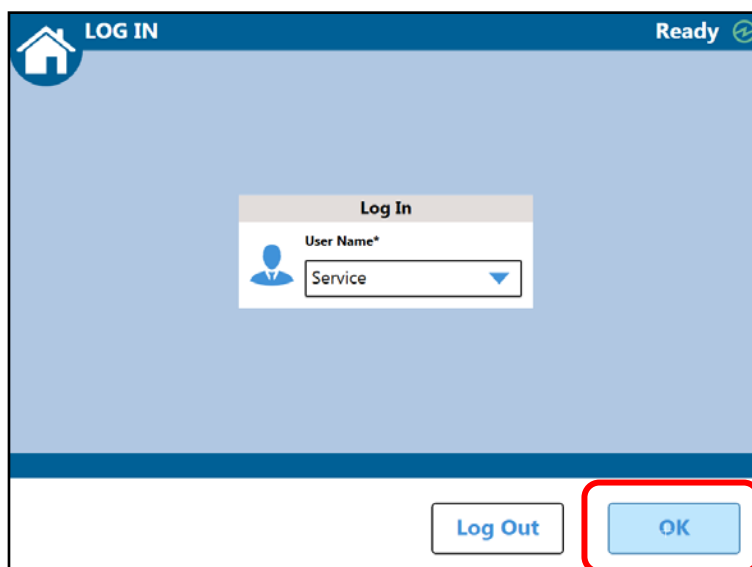 LOG IN Ready
Log In
User Name*
Service
Log Out OK